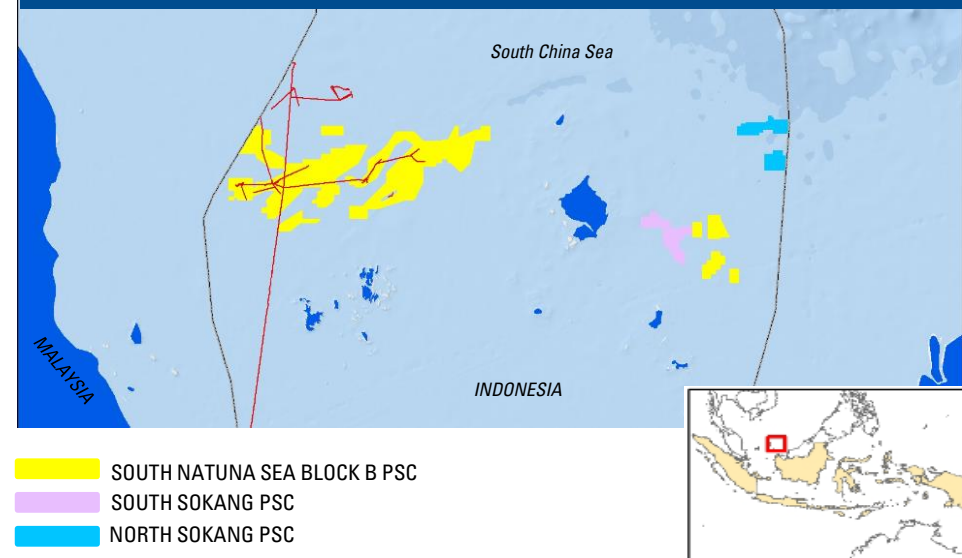 South China Sea
MALAYSIA
INDONESIA
SOUTH NATUNA SEA BLOCK B PSC
SOUTH SOKANG PSC
NORTH SOKANG PSC